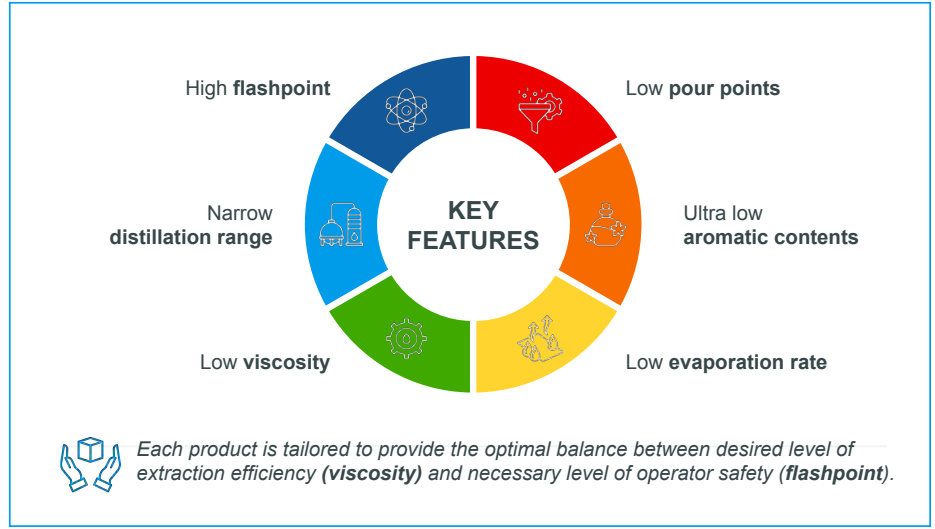 High flashpoint
Low pour points
Narrow
distillation range
KEY
FEATURES
Ultra low
aromatic contents
Low viscosity
Low evaporation rate
Each product is tailored to provide the optimal balance between desired level of
extraction efficiency (viscosity) and necessary level of operator safety (flashpoint).